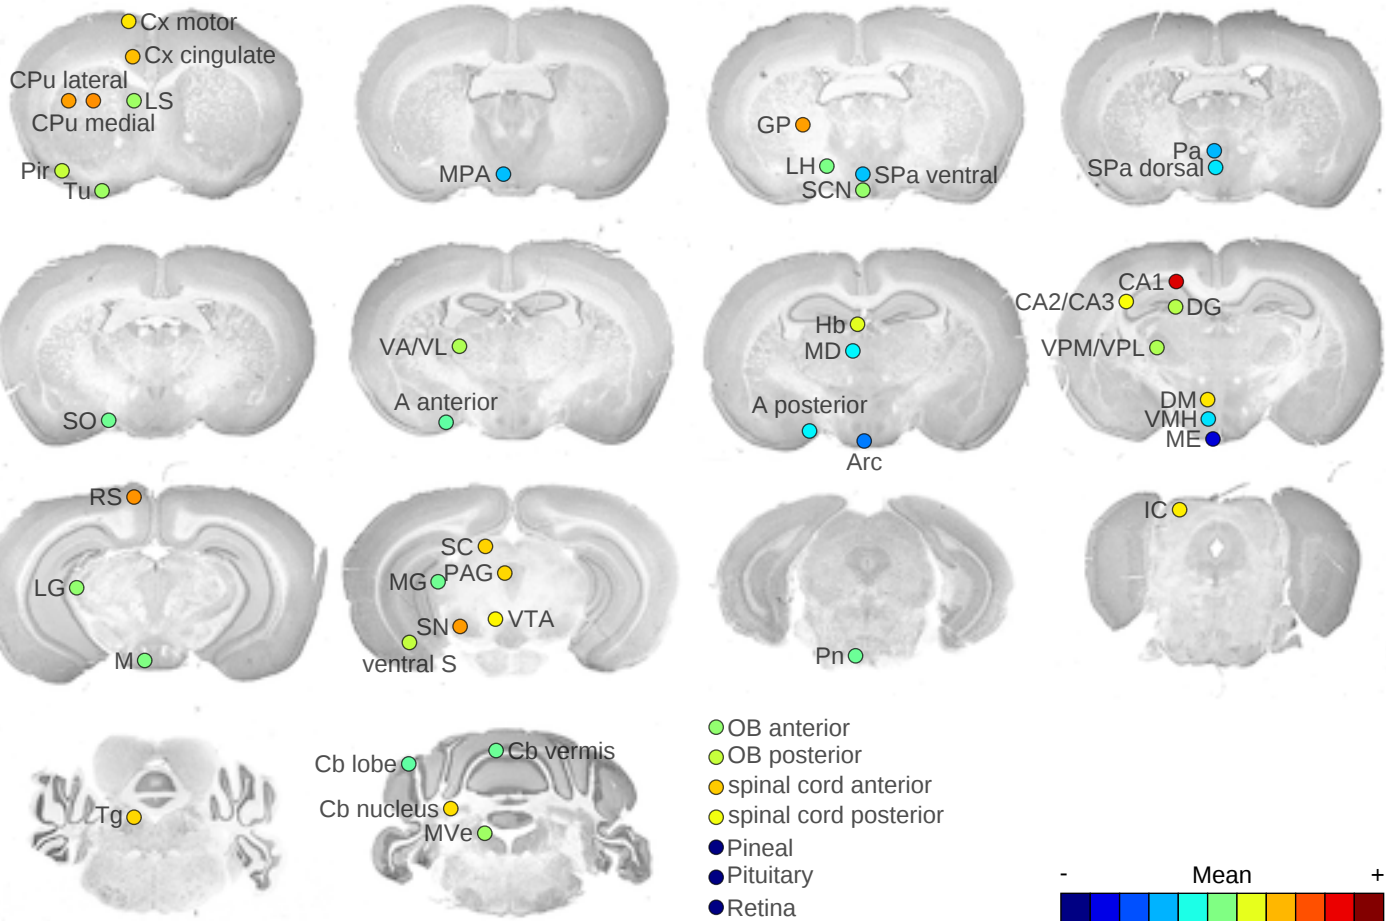 Cx motor
Cx cingulate
CPu lateral
LS
CPu medial
Pir
Tu
MPA
GP
LH
SPa ventral
SCN
Pa
SPa dorsal
SO
VA/VL
A anterior
Hb
MD
A posterior
Arc
CA1
CA2/CA3
DG
VPM/VPL
DM
VMH
ME
RS
LG
M
SC
PAG
MG
SN
VTA
ventral S
Pn
IC
Tg
Cb lobe
Cb vermis
Cb nucleus
MVe
OB anterior
OB posterior
spinal cord anterior
spinal cord posterior
Pineal
Pituitary
Retina
- Mean +